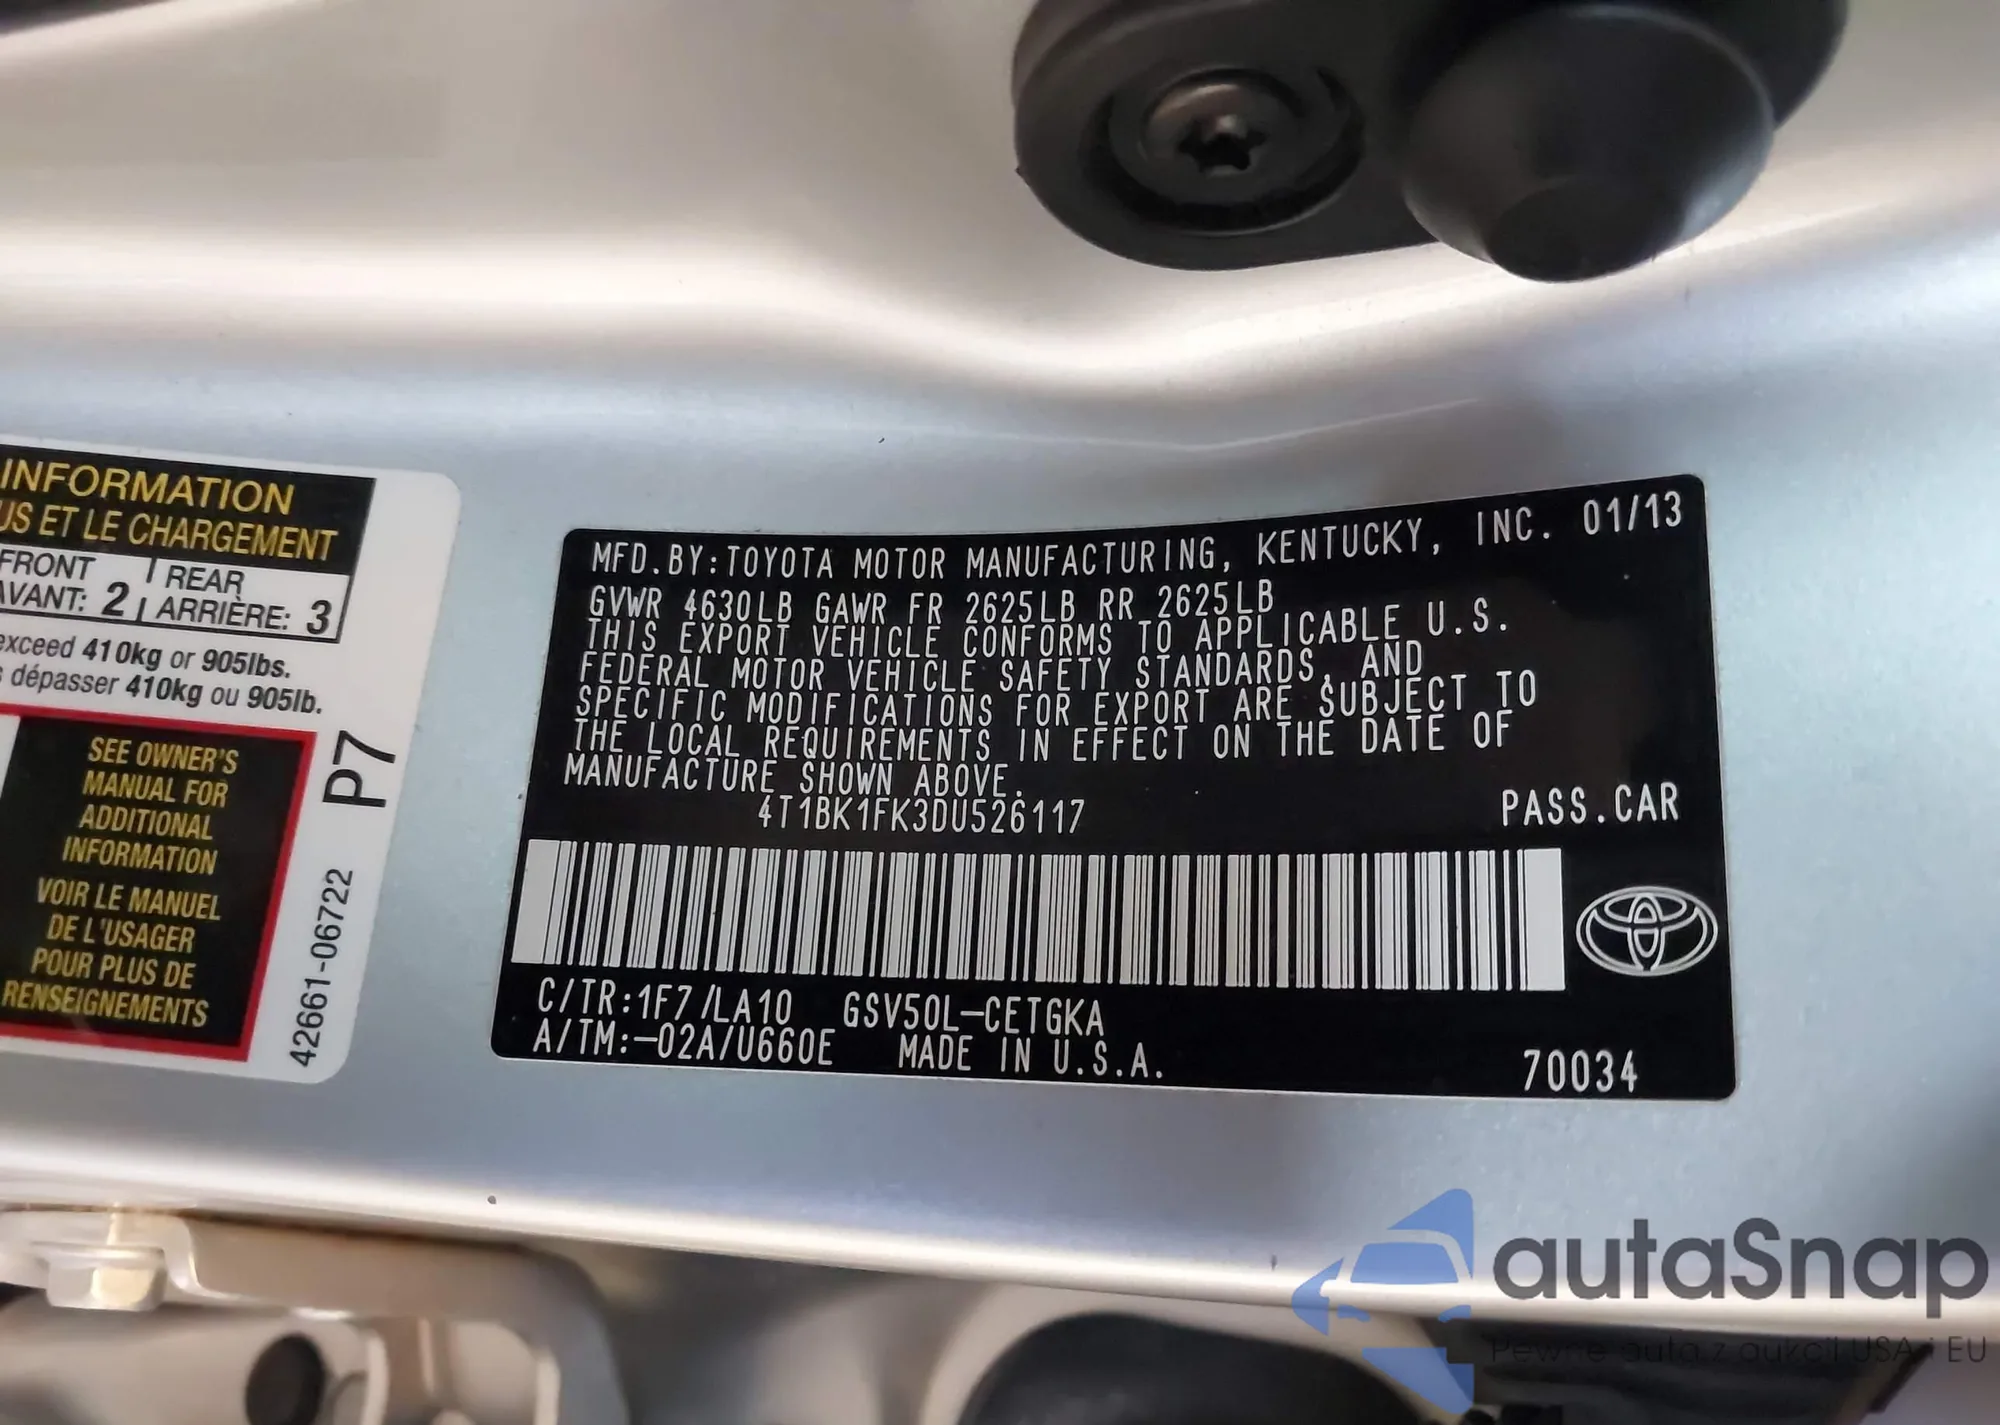 INFORMATION
US ET LE CHARGEMENT
FRONT
AVANT: 2
REAR
ARRIÈRE: 3
exceed 410kg or 905lbs.
dépasser 410kg ou 905lb.
SEE OWNER'S
MANUAL FOR
ADDITIONAL
INFORMATION
VOIR LE MANUEL
DE L'USAGER
POUR PLUS DE
RENSEIGNEMENTS
P7
42661-06722
MFD.BY:TOYOTA MOTOR MANUFACTURING, KENTUCKY, INC. 01/13
GVWR 4630LB GAWR FR 2625LB RR 2625LB
THIS EXPORT VEHICLE CONFORMS TO APPLICABLE U.S.
FEDERAL MOTOR VEHICLE SAFETY STANDARDS, AND
SPECIFIC MODIFICATIONS FOR EXPORT ARE SUBJECT TO
THE LOCAL REQUIREMENTS IN EFFECT ON THE DATE OF
MANUFACTURE SHOWN ABOVE.
4T1BK1FK3DU526117 PASS.CAR
C/TR:1F7/LA10 GSV50L-CETGKA
A/TM:-02A/U660E MADE IN U.S.A. 70034
autaSnap
Pewne auta z aukcji USA i EU